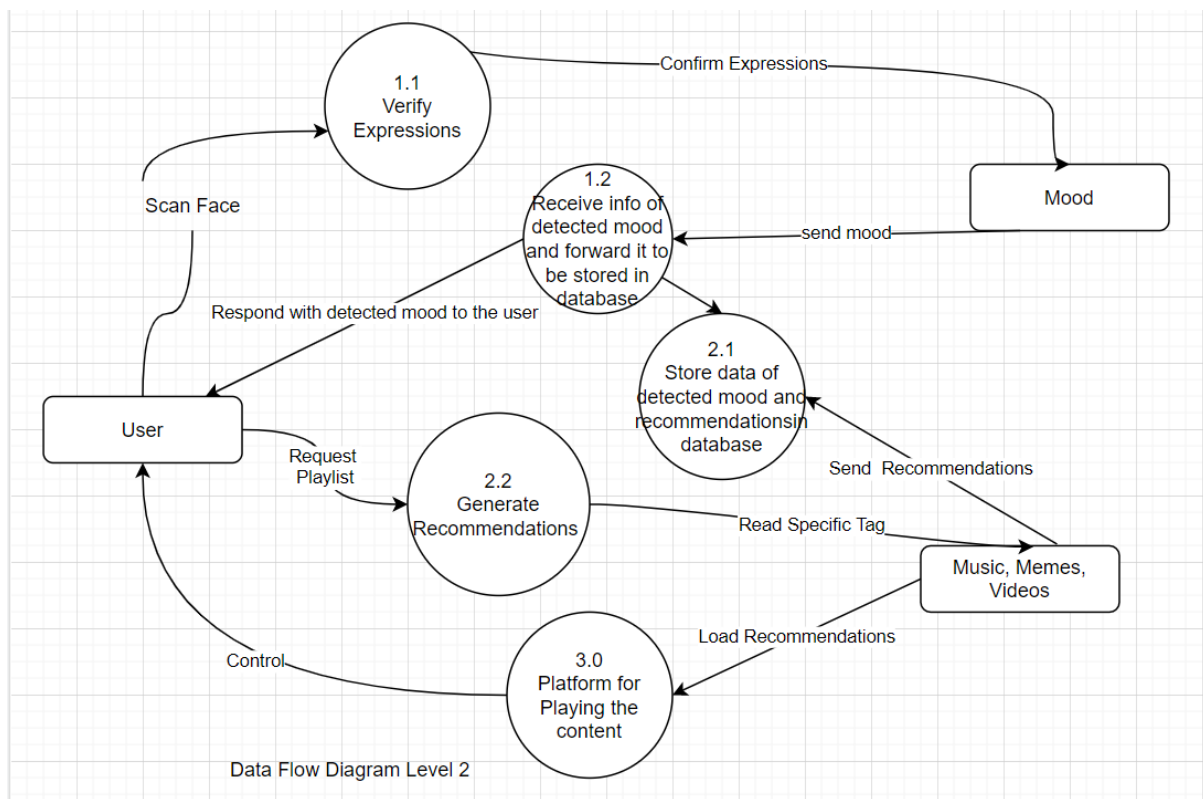 1.1
Verify
Expressions
Confirm Expressions
Scan Face
1.2
Receive info of
detected mood
and forward it to
be stored in
database
Mood
send mood
Respond with detected mood to the user
2.1
Store data of
detected mood and
recommendationsin
database
User
Request
Playlist
2.2
Generate
Recommendations
Send  Recommendations
Read Specific Tag
Music, Memes,
Videos
Load Recommendations
3.0
Platform for
Playing the
content
Control
Data Flow Diagram Level 2